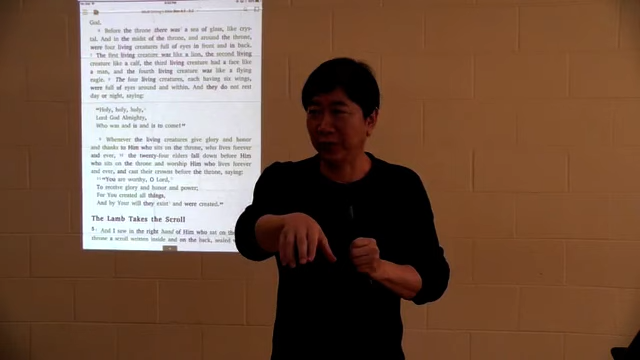 God.
6 Before the throne there was a sea of glass, like crys-
tal. And in the midst of the throne, and around the throne,
were four living creatures full of eyes in front and in back.
7 The first living creature was like a lion, the second living
creature like a calf, the third living creature had a face like
a man, and the fourth living creature was like a flying
eagle. 8 The four living creatures, each having six wings,
were full of eyes around and within. And they do not rest
day or night, saying:
"Holy, holy, holy,
Lord God Almighty,
Who was and is and is to come!"
9 Whenever the living creatures give glory and honor
and thanks to Him who sits on the throne, who lives forever
and ever, 10 the twenty-four elders fall down before Him
who sits on the throne and worship Him who lives forever
and ever, and cast their crowns before the throne, saying:
11 "You are worthy, O Lord,
To receive glory and honor and power;
For You created all things,
And by Your will they exist and were created."
The Lamb Takes the Scroll
5 And I saw in the right hand of Him who sat on the
throne a scroll written inside and on the back, sealed